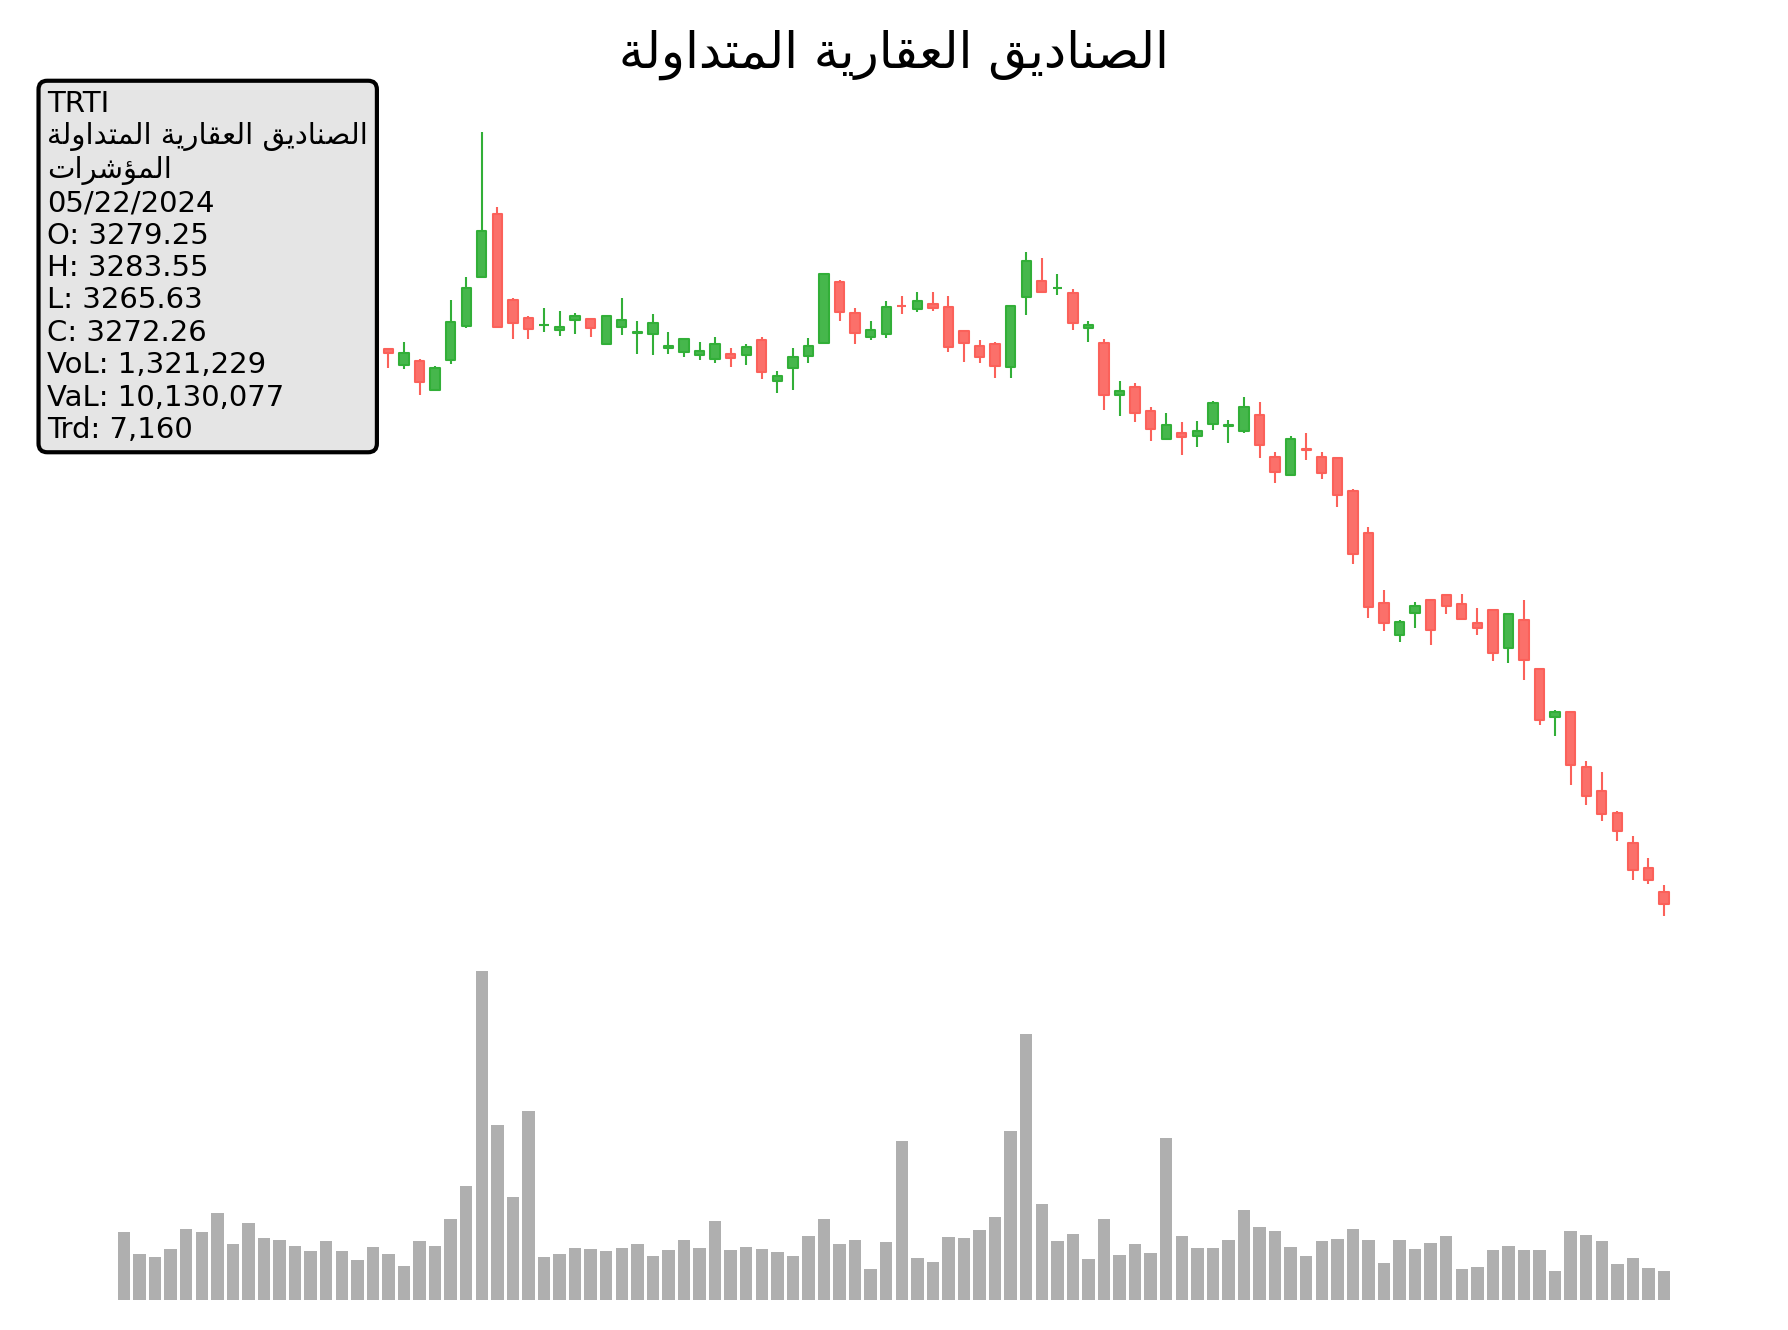 الصناديق العقارية المتداولة
TRTI
الصناديق العقارية المتداولة
المؤشرات
05/22/2024
O: 3279.25
H: 3283.55
L: 3265.63
C: 3272.26
VoL: 1,321,229
VaL: 10,130,077
Trd: 7,160